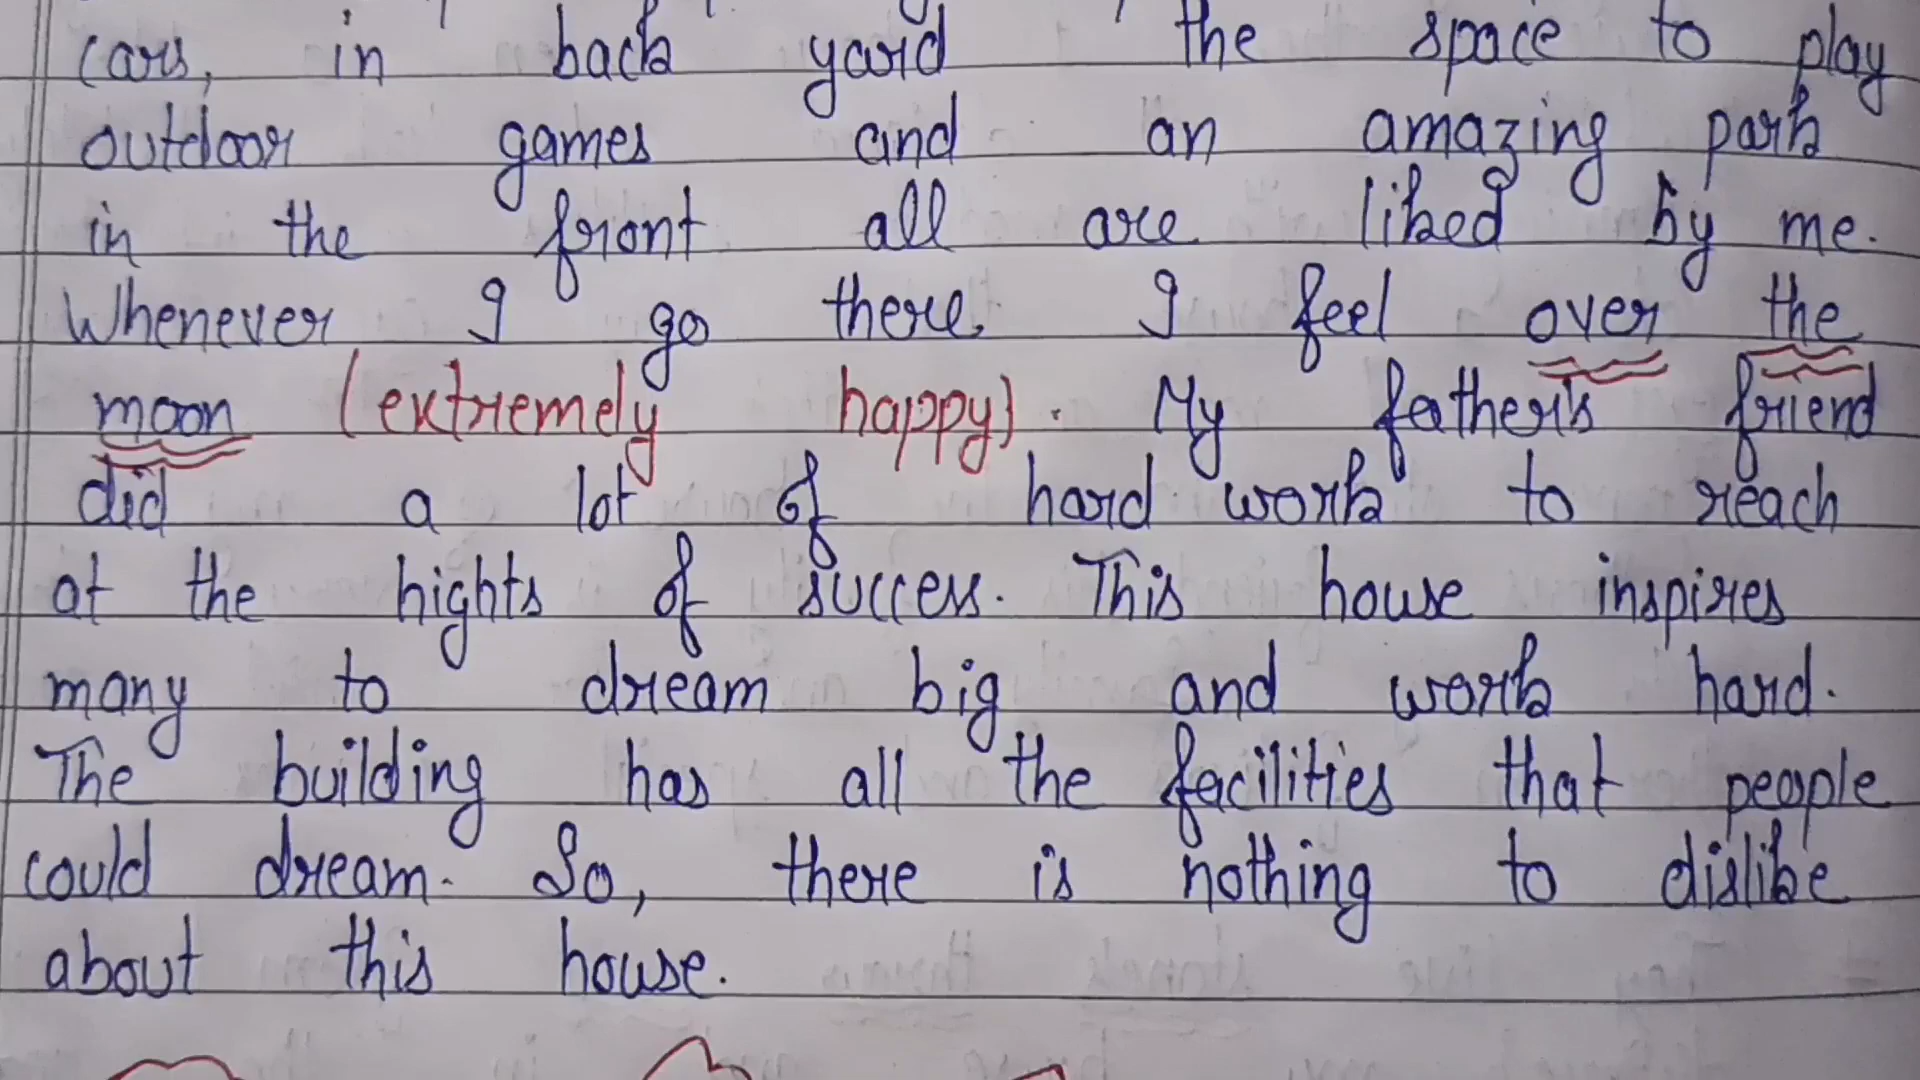 cars, in back yard the space to play
outdoor games and an amazing park
in the front all are liked by me.
Whenever I go there I feel over the
moon (extremely happy). My father's friend
did a lot of hard work to reach
at the hights of success. This house inspires
many to dream big and work hard.
The building has all the facilities that people
could dream. So, there is nothing to dislike
about this house.